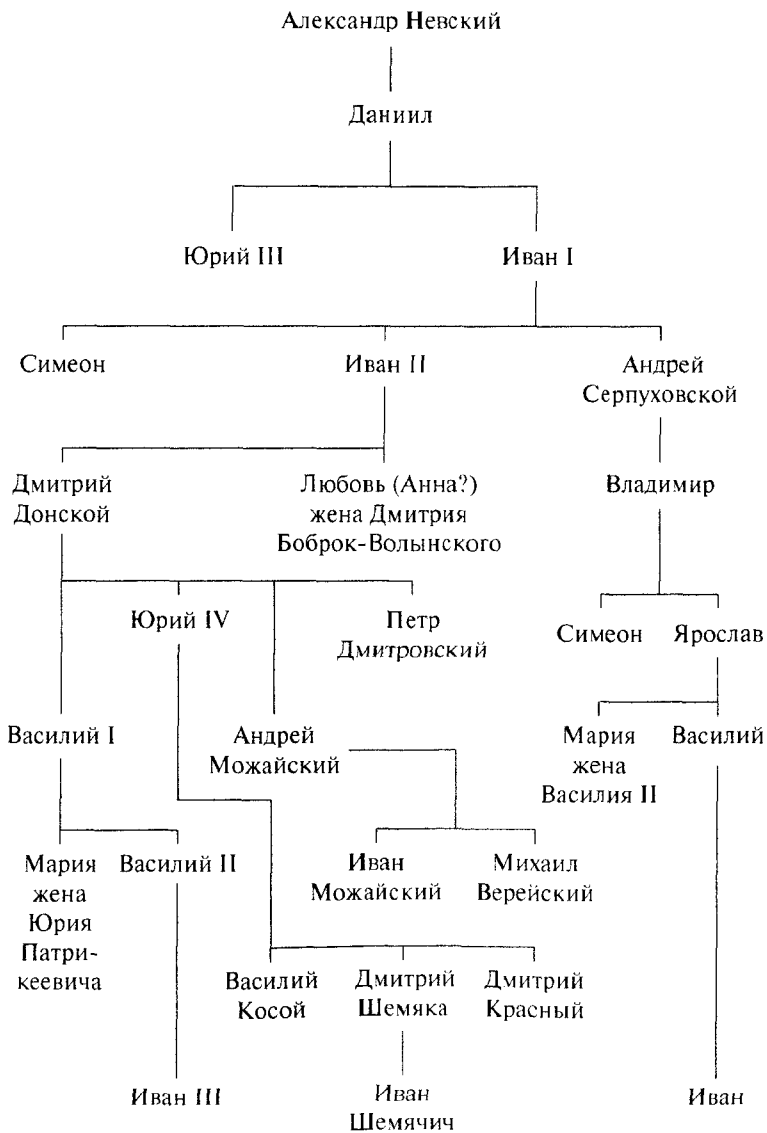 Александр Невский
Даниил
Юрий III
Иван I
Симеон
Иван II
Андрей
Серпуховской
Дмитрий
Донской
Любовь (Анна?)
жена Дмитрия
Боброк-Волынского
Владимир
Юрий IV
Петр
Дмитровский
Симеон
Ярослав
Василий I
Андрей
Можайский
Мария
жена
Василия II
Василий
Мария
жена
Юрия
Патри-
кеевича
Василий II
Иван
Можайский
Михаил
Верейский
Василий
Косой
Дмитрий
Шемяка
Дмитрий
Красный
Иван III
Иван
Шемячич
Иван